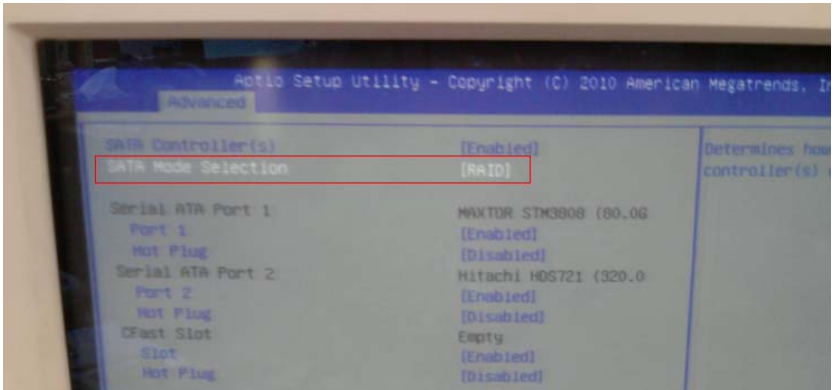 Aptio Setup Utility - Copyright (C) 2010 American Megatrends, In
Advanced
SATA Controller(s) [Enabled]
SATA Mode Selection [RAID]
Determines how
controller(s)
Serial ATA Port 1 MAXTOR STM3808 (80.0G
Port 1 [Enabled]
Hot Plug [Disabled]
Serial ATA Port 2 Hitachi HDS721 (320.0
Port 2 [Enabled]
Hot Plug [Disabled]
CFast Slot Empty
Slot [Enabled]
Hot Plug [Disabled]